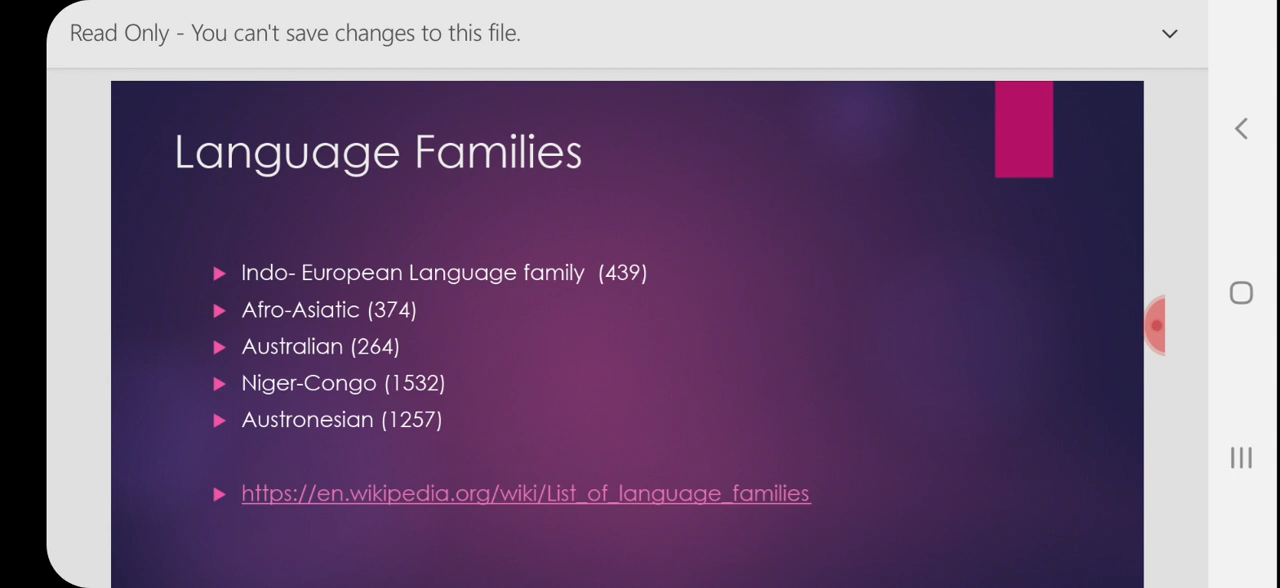 Read Only - You can't save changes to this file.
Language Families
Indo- European Language family (439)
Afro-Asiatic (374)
Australian (264)
Niger-Congo (1532)
Austronesian (1257)
https://en.wikipedia.org/wiki/List_of_language_families